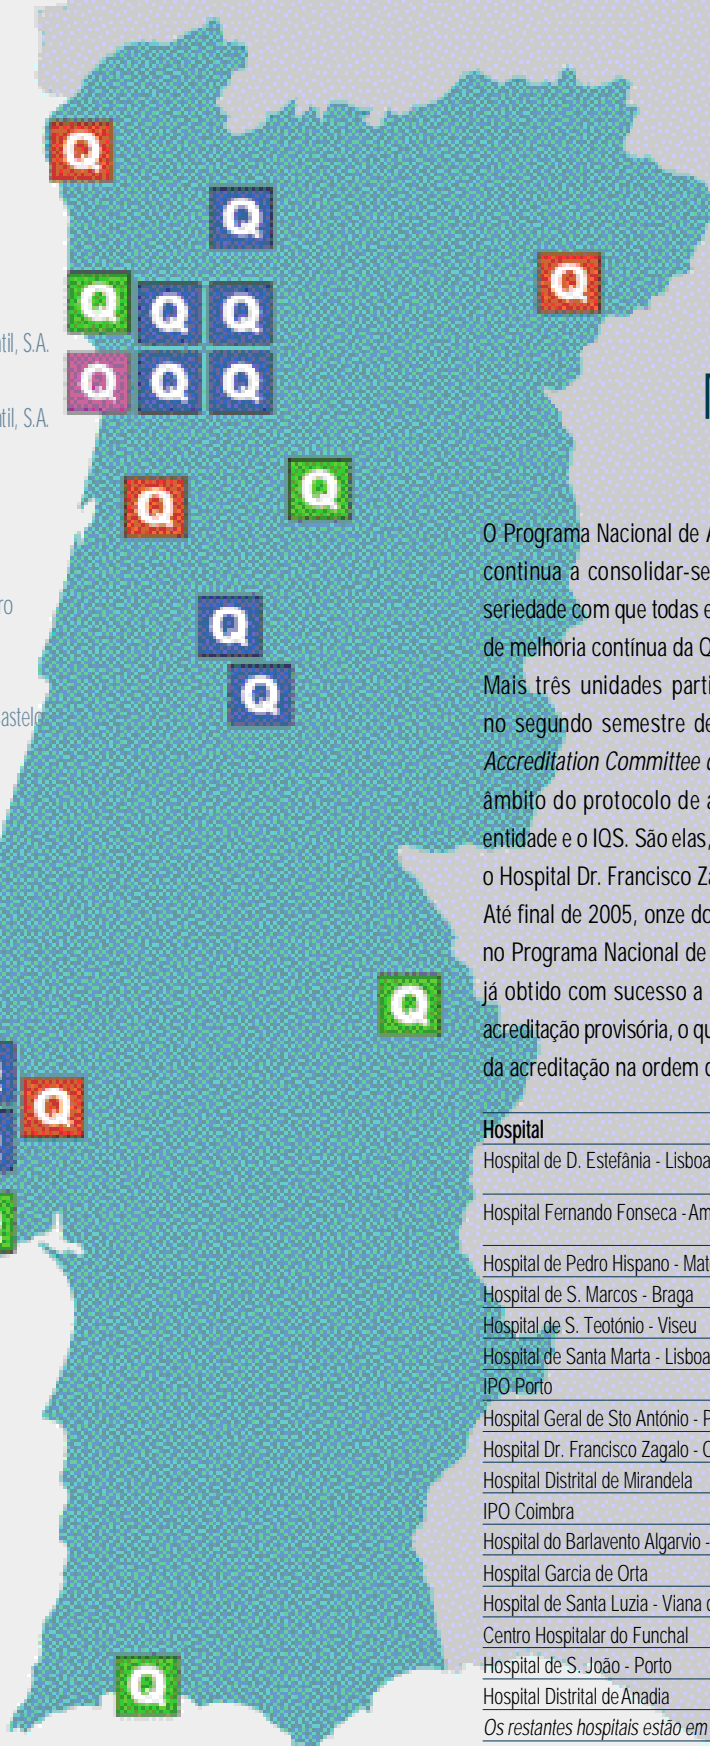 Q
Q
Q
Q Q Q
til, S.A.
Q Q Q
til, S.A.
Q
Q
O Programa Nacional de A
continua a consolidar-se
seriedade com que todas e
ro
Q
de melhoria contínua da Q
Q
Mais três unidades parti
astelo
no segundo semestre de
Accreditation Committee
âmbito do protocolo de a
entidade e o IQS. São elas,
o Hospital Dr. Francisco Za
Até final de 2005, onze do
no Programa Nacional de
já obtido com sucesso a
Q
acreditação provisória, o qu
da acreditação na ordem d
Q
Hospital
Hospital de D. Estefânia - Lisboa
Hospital Fernando Fonseca - Am
Hospital de Pedro Hispano - Mat
Hospital de S. Marcos - Braga
Hospital de S. Teotónio - Viseu
Hospital de Santa Marta - Lisboa
IPO Porto
Hospital Geral de Sto António - P
Hospital Dr. Francisco Zagalo - O
Hospital Distrital de Mirandela
IPO Coimbra
Hospital do Barlavento Algarvio -
Hospital Garcia de Orta
Hospital de Santa Luzia - Viana d
Centro Hospitalar do Funchal
Hospital de S. João - Porto
Q
Hospital Distrital de Anadia
Os restantes hospitais estão em